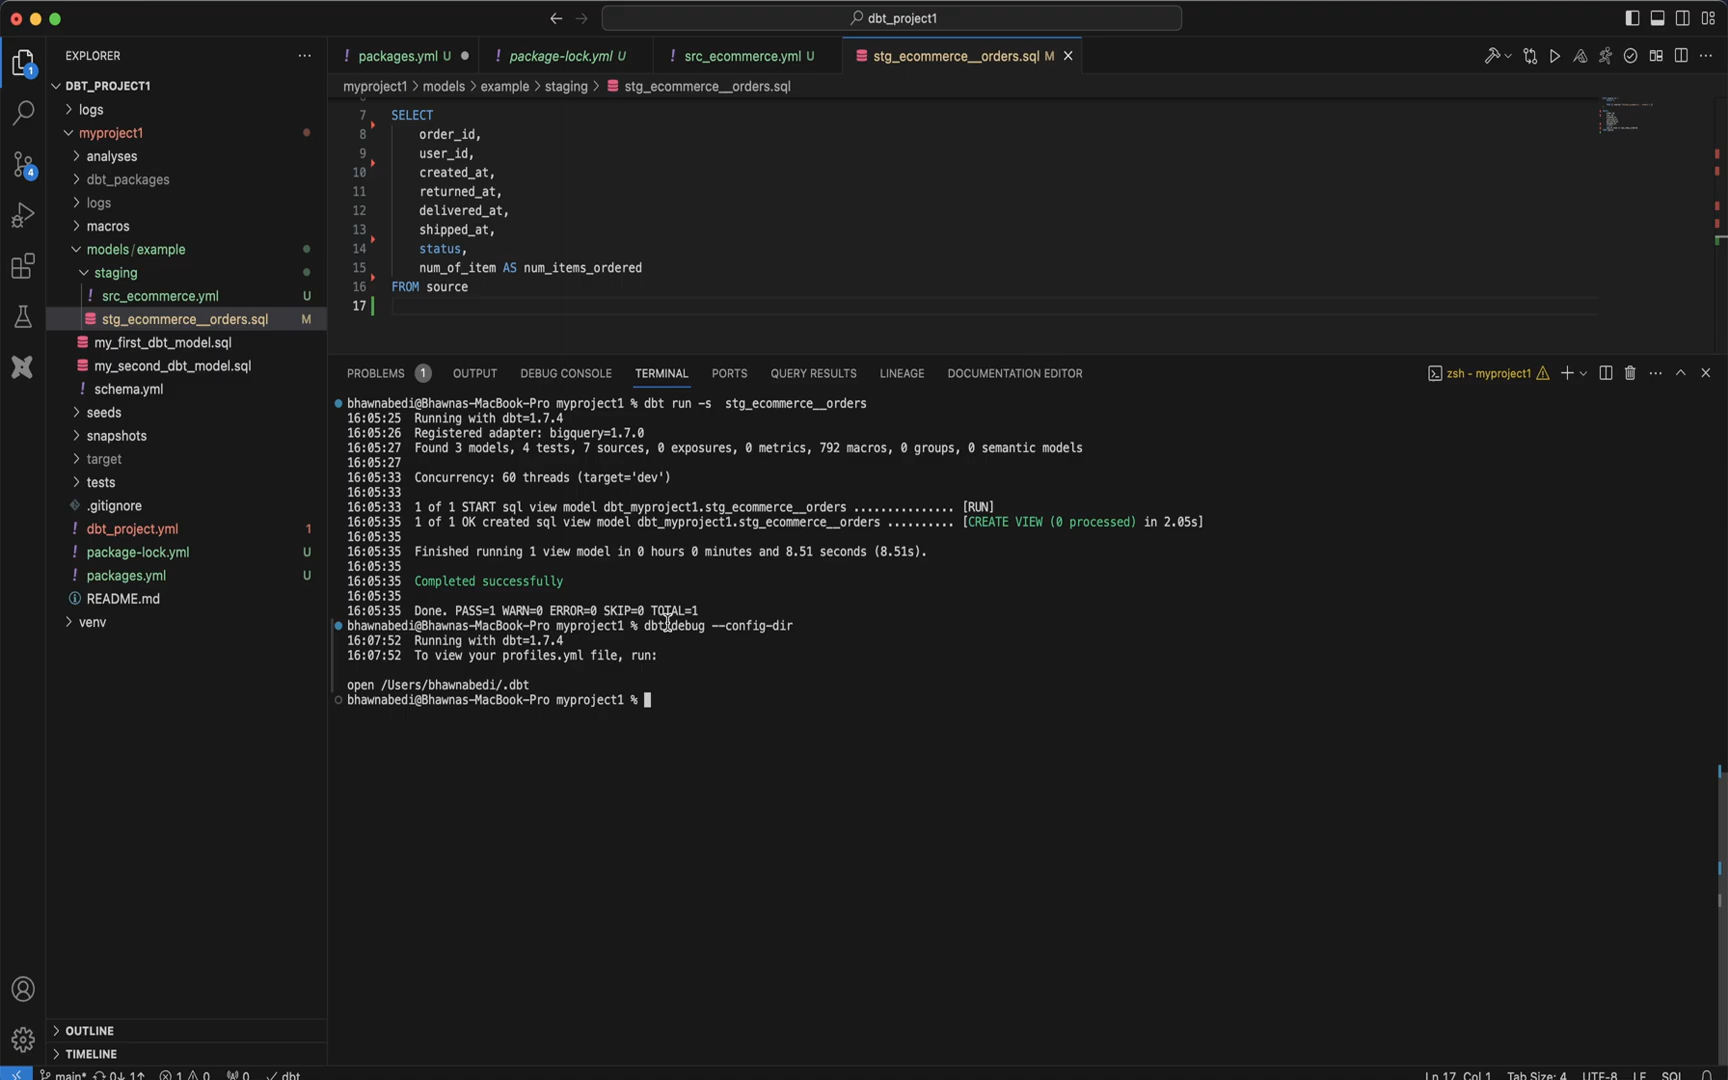 dbt_project1
EXPLORER
packages.yml U
package-lock.yml U
src_ecommerce.yml U
stg_ecommerce__orders.sql M
myproject1 > models > example > staging > stg_ecommerce__orders.sql
DBT_PROJECT1
logs
myproject1
analyses
dbt_packages
logs
macros
models/example
staging
src_ecommerce.yml U
stg_ecommerce__orders.sql M
my_first_dbt_model.sql
my_second_dbt_model.sql
schema.yml
seeds
snapshots
target
tests
.gitignore
dbt_project.yml 1
package-lock.yml U
packages.yml U
README.md
venv
OUTLINE
TIMELINE
1
4
7 SELECT
8 order_id,
9 user_id,
10 created_at,
11 returned_at,
12 delivered_at,
13 shipped_at,
14 status,
15 num_of_item AS num_items_ordered
16 FROM source
17
PROBLEMS 1 OUTPUT DEBUG CONSOLE TERMINAL PORTS QUERY RESULTS LINEAGE DOCUMENTATION EDITOR
zsh - myproject1
bhawnabedi@Bhawnas-MacBook-Pro myproject1 % dbt run -s  stg_ecommerce__orders
16:05:25  Running with dbt=1.7.4
16:05:26  Registered adapter: bigquery=1.7.0
16:05:27  Found 3 models, 4 tests, 7 sources, 0 exposures, 0 metrics, 792 macros, 0 groups, 0 semantic models
16:05:27
16:05:33  Concurrency: 60 threads (target='dev')
16:05:33
16:05:33  1 of 1 START sql view model dbt_myproject1.stg_ecommerce__orders ............... [RUN]
16:05:35  1 of 1 OK created sql view model dbt_myproject1.stg_ecommerce__orders .......... [CREATE VIEW (0 processed) in 2.05s]
16:05:35
16:05:35  Finished running 1 view model in 0 hours 0 minutes and 8.51 seconds (8.51s).
16:05:35
16:05:35  Completed successfully
16:05:35
16:05:35  Done. PASS=1 WARN=0 ERROR=0 SKIP=0 TOTAL=1
bhawnabedi@Bhawnas-MacBook-Pro myproject1 % dbt debug --config-dir
16:07:52  Running with dbt=1.7.4
16:07:52  To view your profiles.yml file, run:
open /Users/bhawnabedi/.dbt
bhawnabedi@Bhawnas-MacBook-Pro myproject1 %
main* 0↓ 1↑ 1 0 0 dbt
Ln 17, Col 1 Tab Size: 4 UTF-8 LF SQL